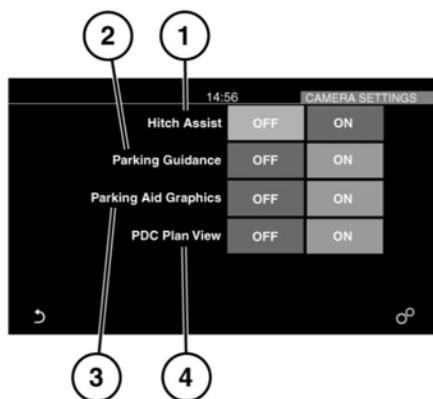 2 1
14:56 CAMERA SETTINGS
Hitch Assist OFF ON
Parking Guidance OFF ON
Parking Aid Graphics OFF ON
PDC Plan View OFF ON
3 4